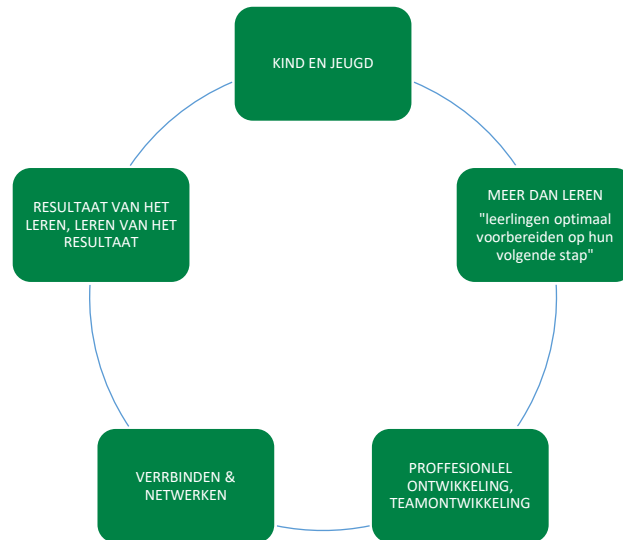 KIND EN JEUGD
MEER DAN LEREN
"leerlingen optimaal
voorbereiden op hun
volgende stap"
PROFFESIONLEL
ONTWIKKELING,
TEAMONTWIKKELING
VERRBINDEN &
NETWERKEN
RESULTAAT VAN HET
LEREN, LEREN VAN HET
RESULTAAT